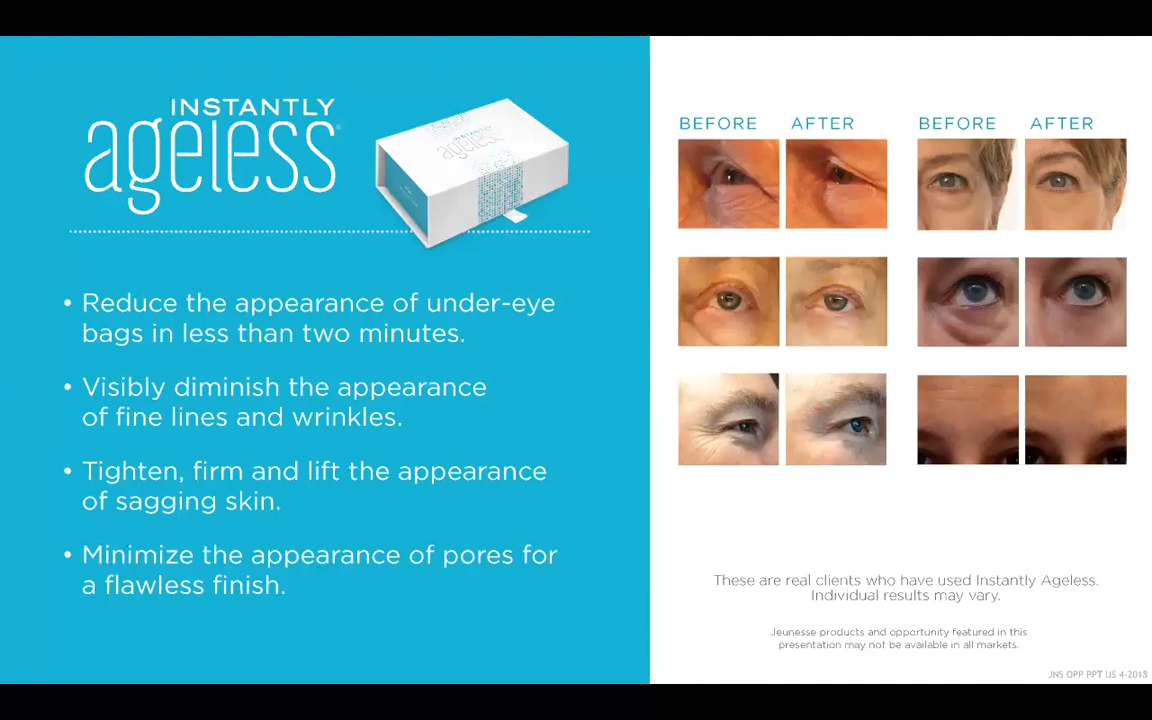 INSTANTLY
ageless®
INSTANTLY
ageless
• Reduce the appearance of under-eye
bags in less than two minutes.
• Visibly diminish the appearance
of fine lines and wrinkles.
• Tighten, firm and lift the appearance
of sagging skin.
• Minimize the appearance of pores for
a flawless finish.
BEFORE AFTER BEFORE AFTER
These are real clients who have used Instantly Ageless.
Individual results may vary.
Jeunesse products and opportunity featured in this
presentation may not be available in all markets.
JNS OPP PPT US 4-2018